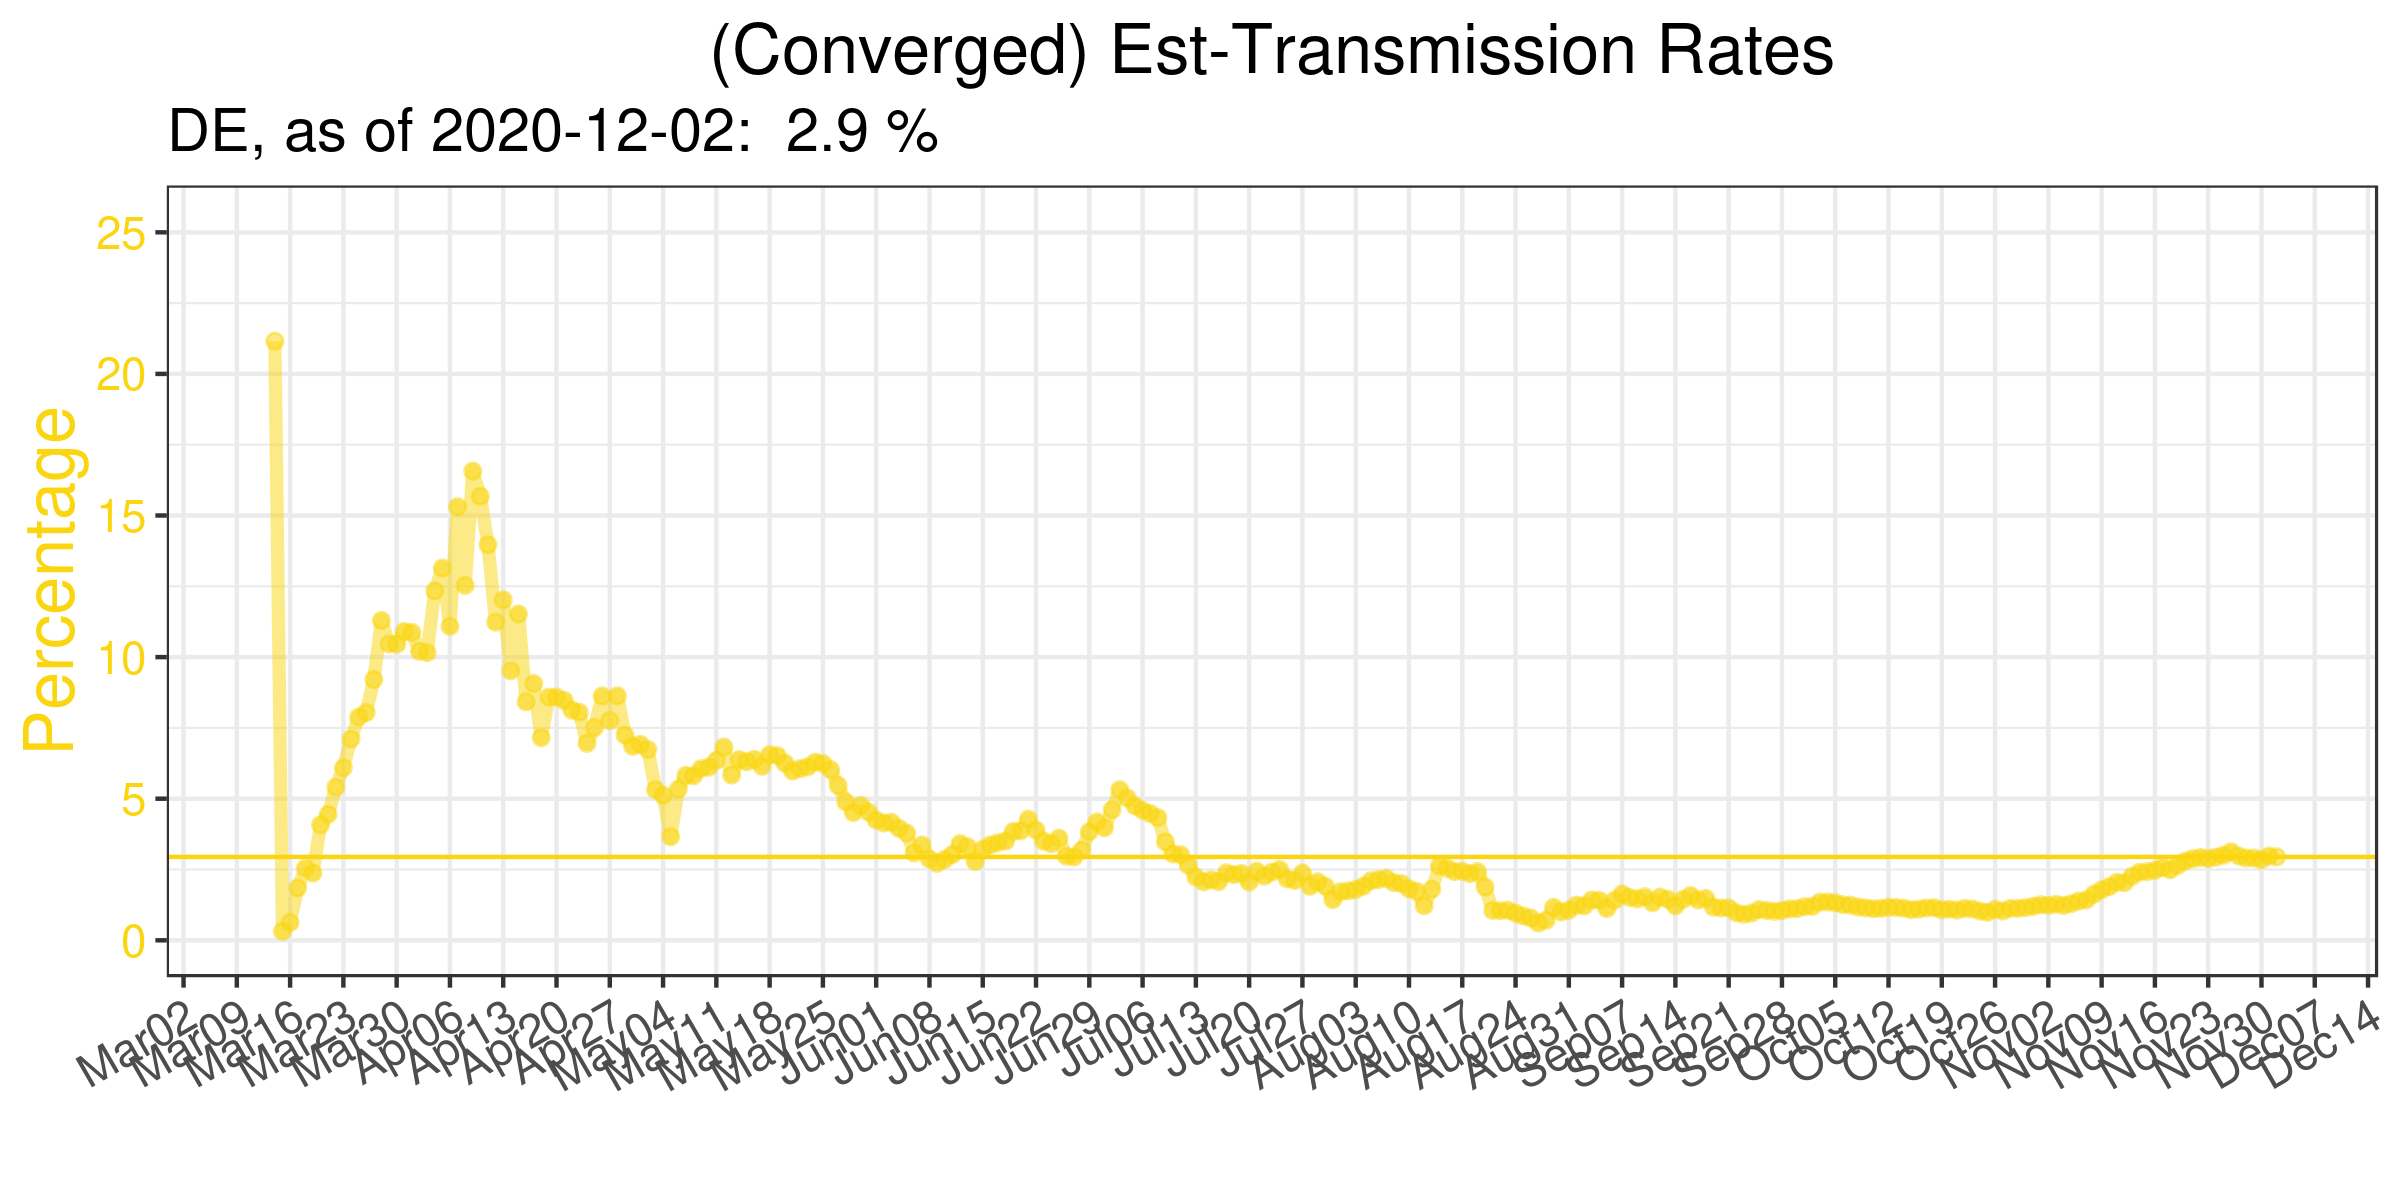 (Converged) Est-Transmission Rates
DE, as of 2020-12-02:  2.9 %
Percentage
25
20
15
10
5
0
Mar02
Mar09
Mar16
Mar23
Mar30
Apr06
Apr13
Apr20
Apr27
May04
May11
May18
May25
Jun01
Jun08
Jun15
Jun22
Jun29
Jul06
Jul13
Jul20
Jul27
Aug03
Aug10
Aug17
Aug24
Aug31
Sep07
Sep14
Sep21
Sep28
Oct05
Oct12
Oct19
Oct26
Nov02
Nov09
Nov16
Nov23
Nov30
Dec07
Dec14